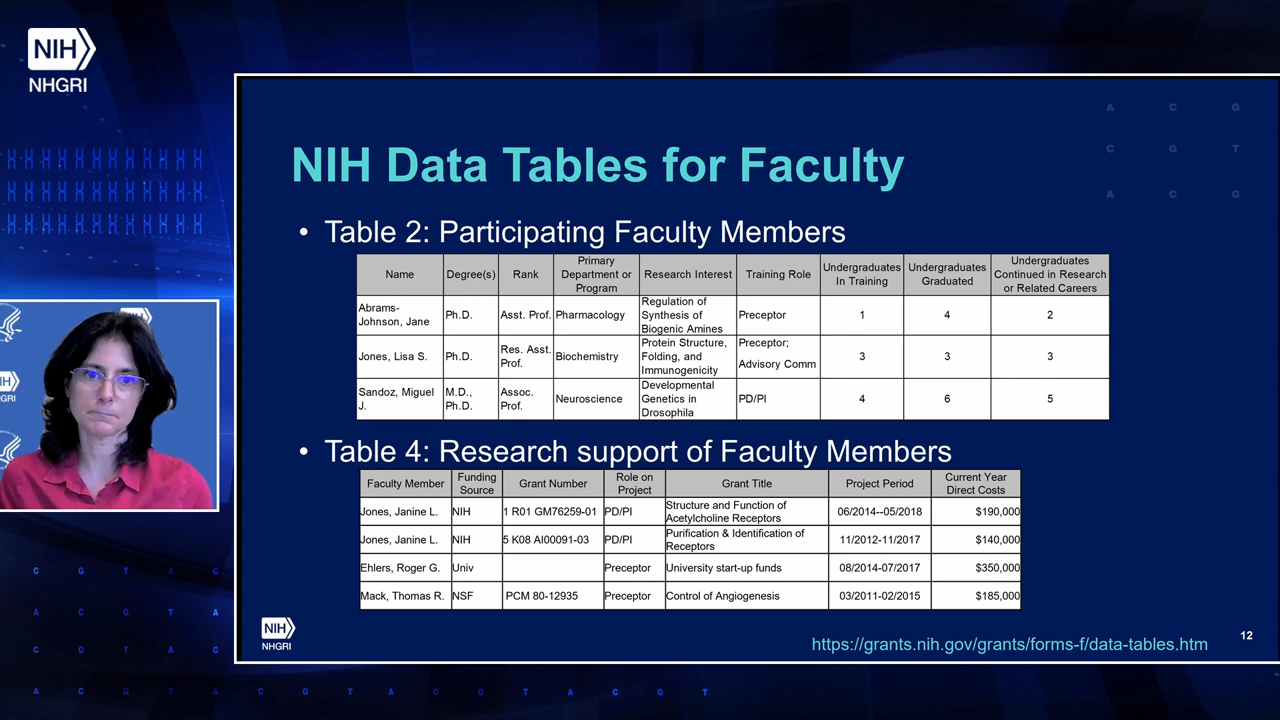 NIH
NHGRI
A C G
C G T
A C G
NIH Data Tables for Faculty
• Table 2: Participating Faculty Members
Name Degree(s) Rank Primary Department or Program Research Interest Training Role Undergraduates In Training Undergraduates Graduated Undergraduates Continued in Research or Related Careers
Abrams-Johnson, Jane Ph.D. Asst. Prof. Pharmacology Regulation of Synthesis of Biogenic Amines Preceptor 1 4 2
Jones, Lisa S. Ph.D. Res. Asst. Prof. Biochemistry Protein Structure, Folding, and Immunogenicity Preceptor; Advisory Comm 3 3 3
Sandoz, Miguel J. M.D., Ph.D. Assoc. Prof. Neuroscience Developmental Genetics in Drosophila PD/PI 4 6 5
• Table 4: Research support of Faculty Members
Faculty Member Funding Source Grant Number Role on Project Grant Title Project Period Current Year Direct Costs
Jones, Janine L. NIH 1 R01 GM76259-01 PD/PI Structure and Function of Acetylcholine Receptors 06/2014--05/2018 $190,000
Jones, Janine L. NIH 5 K08 AI00091-03 PD/PI Purification & Identification of Receptors 11/2012-11/2017 $140,000
Ehlers, Roger G. Univ Preceptor University start-up funds 08/2014-07/2017 $350,000
Mack, Thomas R. NSF PCM 80-12935 Preceptor Control of Angiogenesis 03/2011-02/2015 $185,000
NIH
NHGRI
https://grants.nih.gov/grants/forms-f/data-tables.htm
12
C G T A C
A C G T A
C G T A C
A C G T A C G T A C G T A C G T